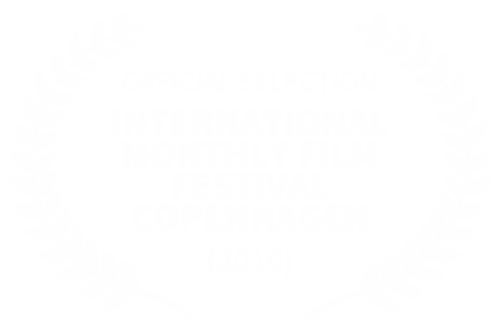 OFFICIAL SELECTION
INTERNATIONAL
MONTHLY FILM
FESTIVAL
COPENHAGEN